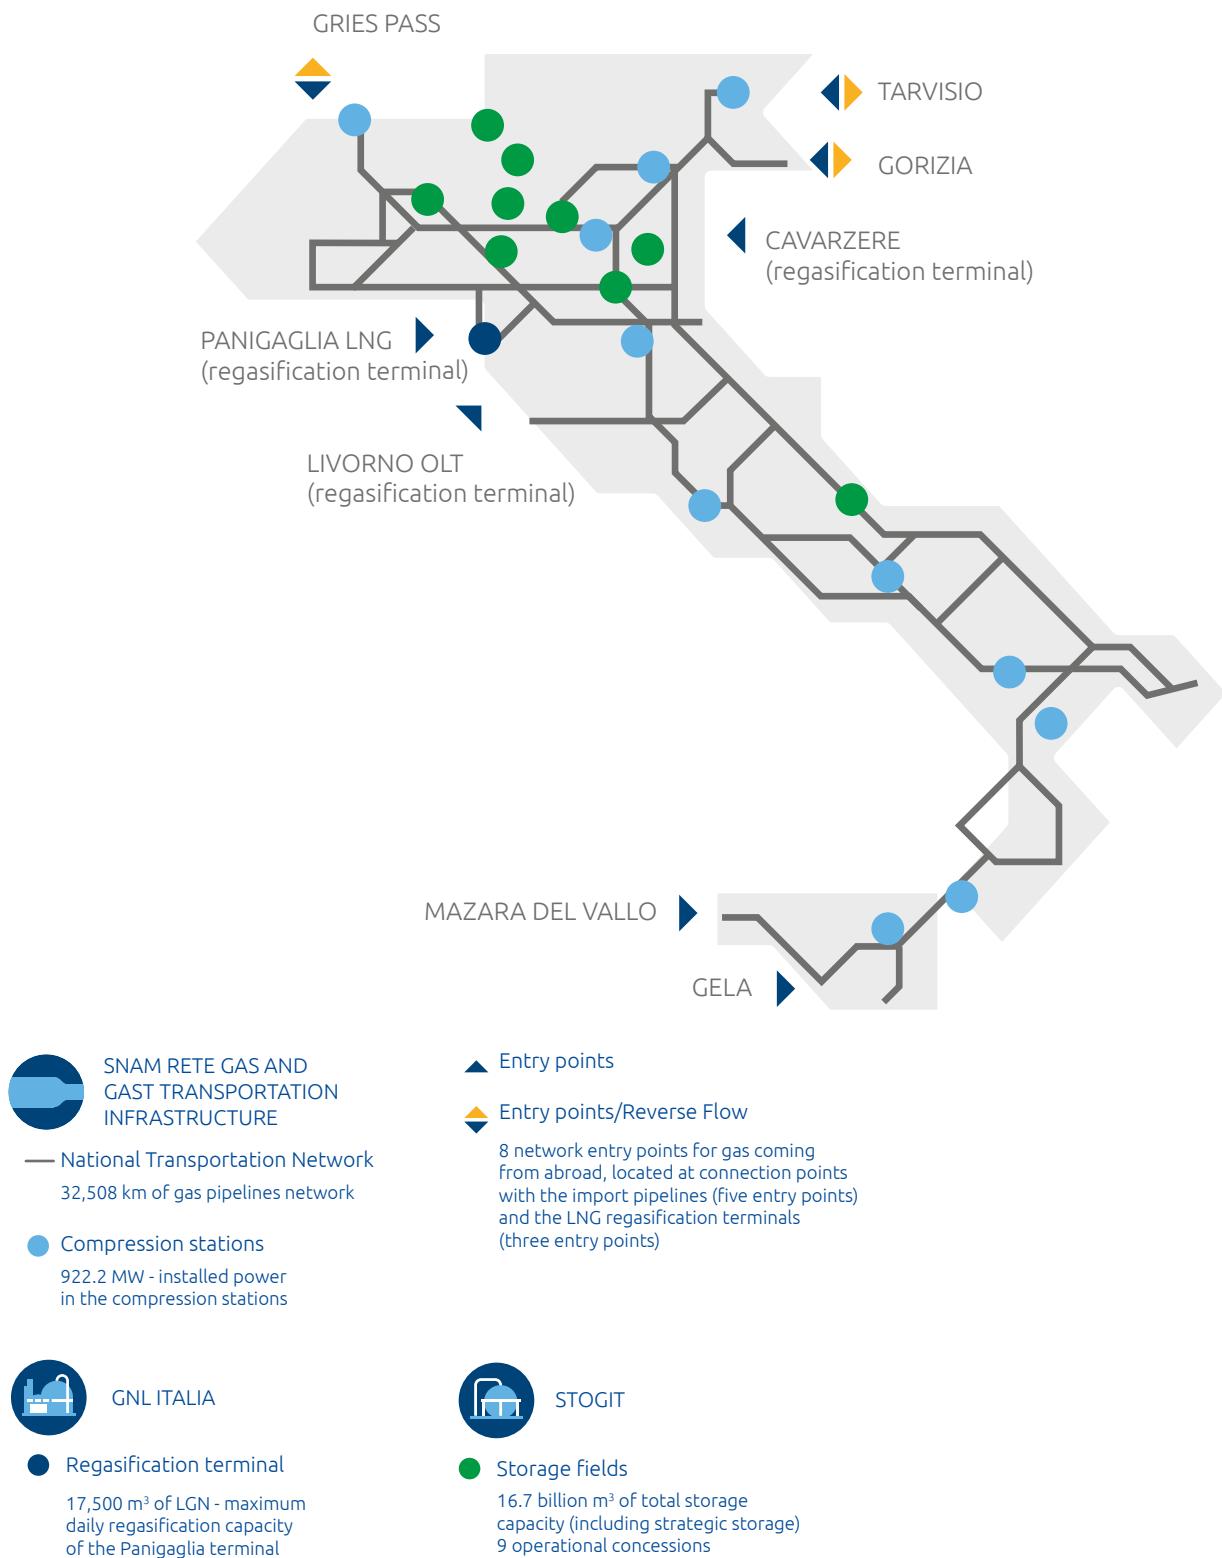 GRIES PASS
TARVISIO
GORIZIA
CAVARZERE
(regasification terminal)
PANIGAGLIA LNG
(regasification terminal)
LIVORNO OLT
(regasification terminal)
MAZARA DEL VALLO
GELA
SNAM RETE GAS AND
GAST TRANSPORTATION
INFRASTRUCTURE
National Transportation Network
32,508 km of gas pipelines network
Compression stations
922.2 MW - installed power
in the compression stations
Entry points
Entry points/Reverse Flow
8 network entry points for gas coming
from abroad, located at connection points
with the import pipelines (five entry points)
and the LNG regasification terminals
(three entry points)
GNL ITALIA
Regasification terminal
17,500 m³ of LGN - maximum
daily regasification capacity
of the Panigaglia terminal
STOGIT
Storage fields
16.7 billion m³ of total storage
capacity (including strategic storage)
9 operational concessions